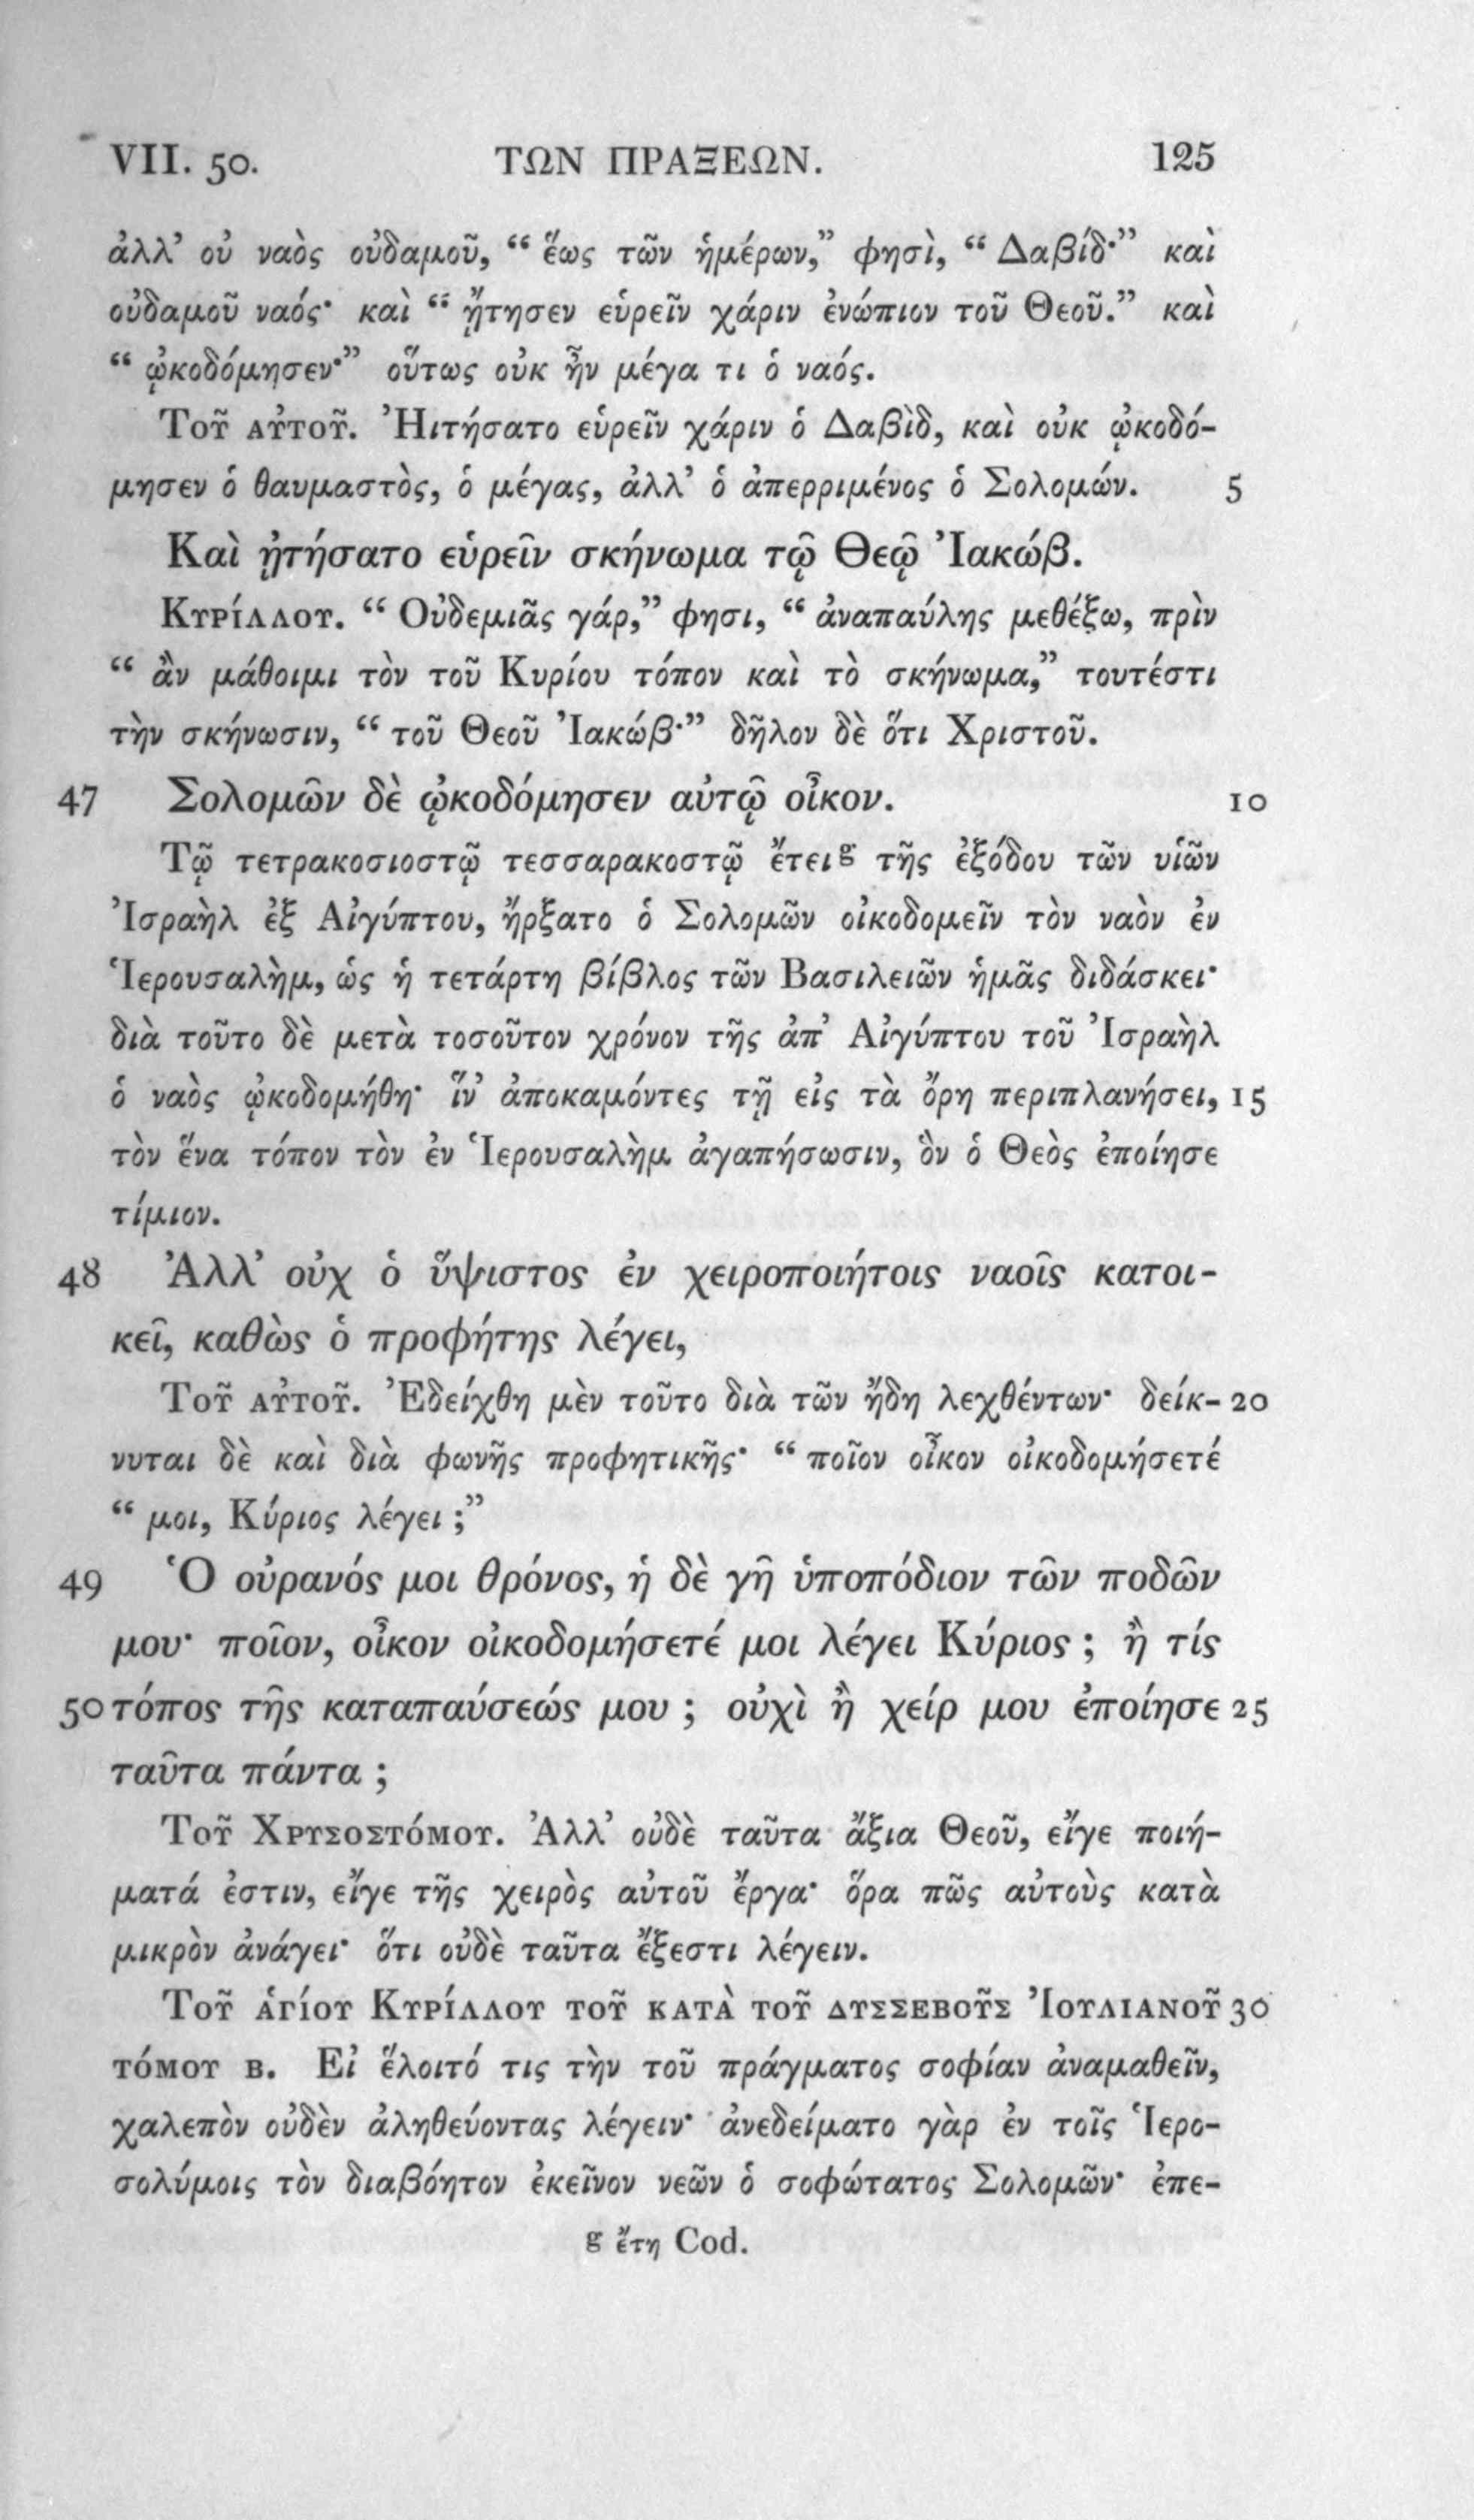 VII. 50. ΤΩΝ ΠΡΑΞΕΩΝ. 125
ἀλλ’ οὐ ναὸς οὐδαμοῦ, “ ἕως τῶν ἡμέρων,” φησὶ, “ Δαβίδ·” καὶ
οὐδαμοῦ ναός· καὶ “ ᾔτησεν εὑρεῖν χάριν ἐνώπιον τοῦ Θεοῦ.” καὶ
“ ᾠκοδόμησεν·” οὕτως οὐκ ἦν μέγα τι ὁ ναός.
Τοῦ αὐτοῦ. Ἠιτήσατο εὑρεῖν χάριν ὁ Δαβὶδ, καὶ οὐκ ᾠκοδό-
μησεν ὁ θαυμαστὸς, ὁ μέγας, ἀλλ’ ὁ ἀπερριμένος ὁ Σολομών. 5
Καὶ ᾐτήσατο εὑρεῖν σκήνωμα τῷ Θεῷ Ἰακώβ.
Κυρίλλου. “ Οὐδεμιᾶς γάρ,” φησι, “ ἀναπαύλης μεθέξω, πρὶν
“ ἂν μάθοιμι τὸν τοῦ Κυρίου τόπον καὶ τὸ σκήνωμα,” τουτέστι
τὴν σκήνωσιν, “ τοῦ Θεοῦ Ἰακώβ·” δῆλον δὲ ὅτι Χριστοῦ.
47 Σολομῶν δὲ ᾠκοδόμησεν αὐτῷ οἶκον. 10
Τῷ τετρακοσιοστῷ τεσσαρακοστῷ ἔτει g τῆς ἐξόδου τῶν υἱῶν
Ἰσραὴλ ἐξ Αἰγύπτου, ἤρξατο ὁ Σολομῶν οἰκοδομεῖν τὸν ναὸν ἐν
Ἱερουσαλὴμ, ὡς ἡ τετάρτη βίβλος τῶν Βασιλειῶν ἡμᾶς διδάσκει·
διὰ τοῦτο δὲ μετὰ τοσοῦτον χρόνον τῆς ἀπ’ Αἰγύπτου τοῦ Ἰσραὴλ
ὁ ναὸς ᾠκοδομήθη· ἵν’ ἀποκαμόντες τῇ εἰς τὰ ὄρη περιπλανήσει, 15
τὸν ἕνα τόπον τὸν ἐν Ἱερουσαλὴμ ἀγαπήσωσιν, ὃν ὁ Θεὸς ἐποίησε
τίμιον.
48 Ἀλλ’ οὐχ ὁ ὕψιστος ἐν χειροποιήτοις ναοῖς κατοι-
κεῖ, καθὼς ὁ προφήτης λέγει,
Τοῦ αὐτοῦ. Ἐδείχθη μὲν τοῦτο διὰ τῶν ἤδη λεχθέντων· δείκ- 20
νυται δὲ καὶ διὰ φωνῆς προφητικῆς· “ ποῖον οἶκον οἰκοδομήσετέ
“ μοι, Κύριος λέγει ;”
49 Ὁ οὐρανός μοι θρόνος, ἡ δὲ γῆ ὑποπόδιον τῶν ποδῶν
μου· ποῖον, οἶκον οἰκοδομήσετέ μοι λέγει Κύριος ; ἢ τίς
50 τόπος τῆς καταπαύσεώς μου ; οὐχὶ ἢ χείρ μου ἐποίησε 25
ταῦτα πάντα ;
Τοῦ Χρυσοστόμου. Ἀλλ’ οὐδὲ ταῦτα ἄξια Θεοῦ, εἴγε ποιή-
ματά ἐστιν, εἴγε τῆς χειρὸς αὐτοῦ ἔργα· ὅρα πῶς αὐτοὺς κατὰ
μικρὸν ἀνάγει· ὅτι οὐδὲ ταῦτα ἔξεστι λέγειν.
Τοῦ ἁγίου Κυρίλλου τοῦ κατὰ τοῦ δυσσεβοῦς Ἰουλιανοῦ 30
τόμου β. Εἰ ἕλοιτό τις τὴν τοῦ πράγματος σοφίαν ἀναμαθεῖν,
χαλεπὸν οὐδὲν ἀληθεύοντας λέγειν· ἀνεδείματο γὰρ ἐν τοῖς Ἱερο-
σολύμοις τὸν διαβόητον ἐκεῖνον νεῶν ὁ σοφώτατος Σολομῶν· ἐπε-
g ἔτη Cod.